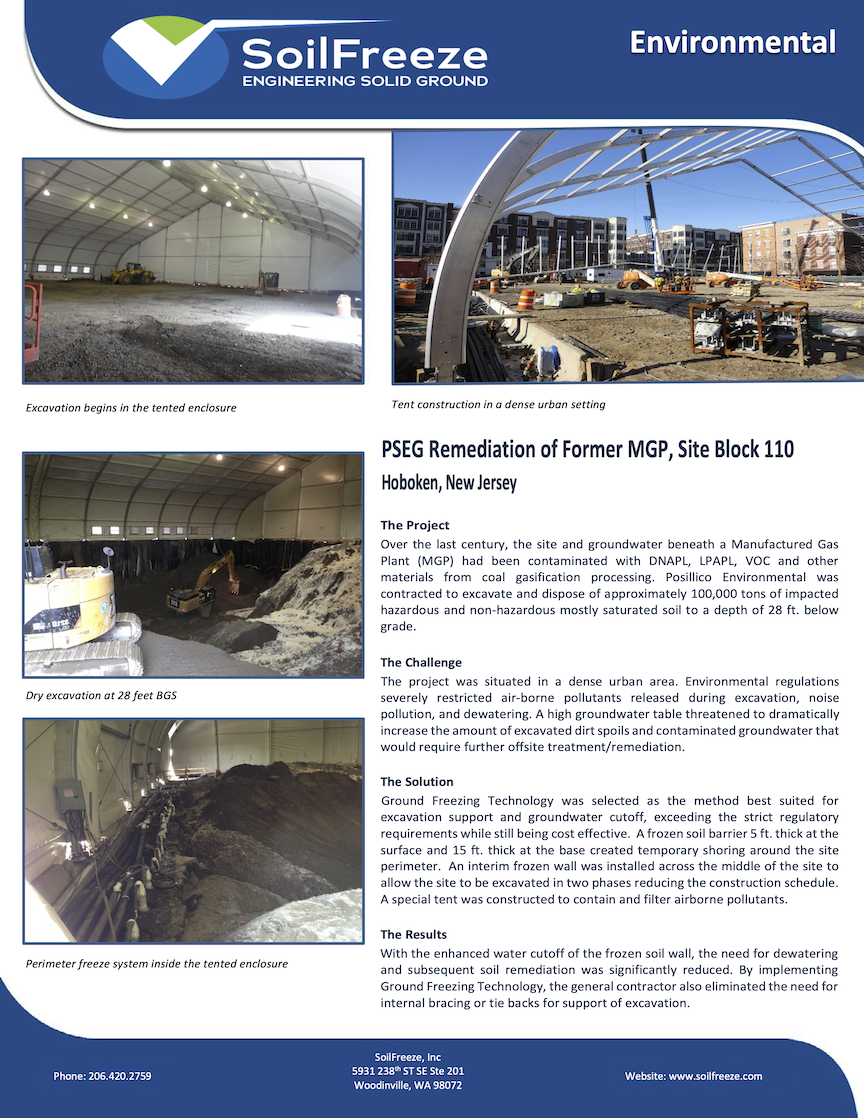 SoilFreeze
ENGINEERING SOLID GROUND
Environmental
Excavation begins in the tented enclosure
Tent construction in a dense urban setting
PSEG Remediation of Former MGP, Site Block 110
Hoboken, New Jersey
The Project
Over the last century, the site and groundwater beneath a Manufactured Gas
Plant (MGP) had been contaminated with DNAPL, LPAPL, VOC and other
materials from coal gasification processing. Posillico Environmental was
contracted to excavate and dispose of approximately 100,000 tons of impacted
hazardous and non-hazardous mostly saturated soil to a depth of 28 ft. below
grade.
Dry excavation at 28 feet BGS
The Challenge
The project was situated in a dense urban area. Environmental regulations
severely restricted air-borne pollutants released during excavation, noise
pollution, and dewatering. A high groundwater table threatened to dramatically
increase the amount of excavated dirt spoils and contaminated groundwater that
would require further offsite treatment/remediation.
The Solution
Ground Freezing Technology was selected as the method best suited for
excavation support and groundwater cutoff, exceeding the strict regulatory
requirements while still being cost effective. A frozen soil barrier 5 ft. thick at the
surface and 15 ft. thick at the base created temporary shoring around the site
perimeter. An interim frozen wall was installed across the middle of the site to
allow the site to be excavated in two phases reducing the construction schedule.
A special tent was constructed to contain and filter airborne pollutants.
The Results
With the enhanced water cutoff of the frozen soil wall, the need for dewatering
and subsequent soil remediation was significantly reduced. By implementing
Ground Freezing Technology, the general contractor also eliminated the need for
internal bracing or tie backs for support of excavation.
Perimeter freeze system inside the tented enclosure
Phone: 206.420.2759
SoilFreeze, Inc
5931 238th ST SE Ste 201
Woodinville, WA 98072
Website: www.soilfreeze.com